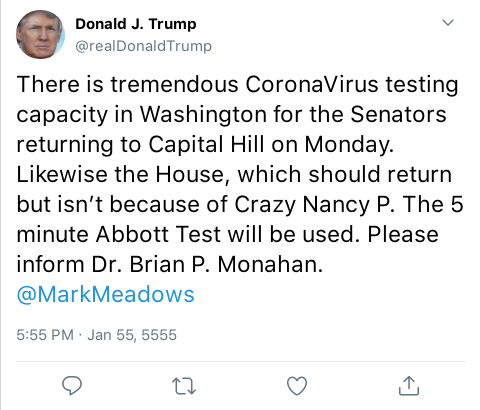 Donald J. Trump
@realDonaldTrump
There is tremendous CoronaVirus testing
capacity in Washington for the Senators
returning to Capital Hill on Monday.
Likewise the House, which should return
but isn’t because of Crazy Nancy P. The 5
minute Abbott Test will be used. Please
inform Dr. Brian P. Monahan.
@MarkMeadows
5:55 PM · Jan 55, 5555